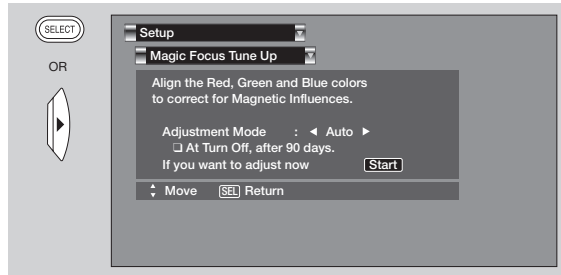 SELECT
OR
Setup
Magic Focus Tune Up
Align the Red, Green and Blue colors
to correct for Magnetic Influences.
Adjustment Mode : ◀ Auto ▶
❏ At Turn Off, after 90 days.
If you want to adjust now Start
Move SEL Return